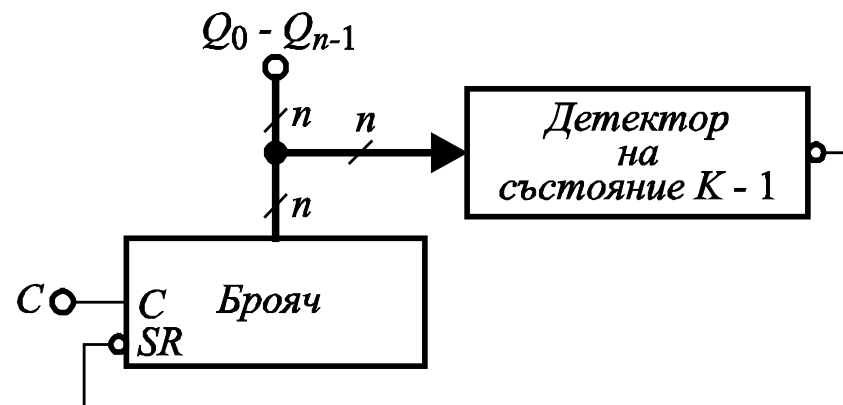 Q0 - Qn-1
n
n
n
Детектор
на
състояние K - 1
C
C
Брояч
SR